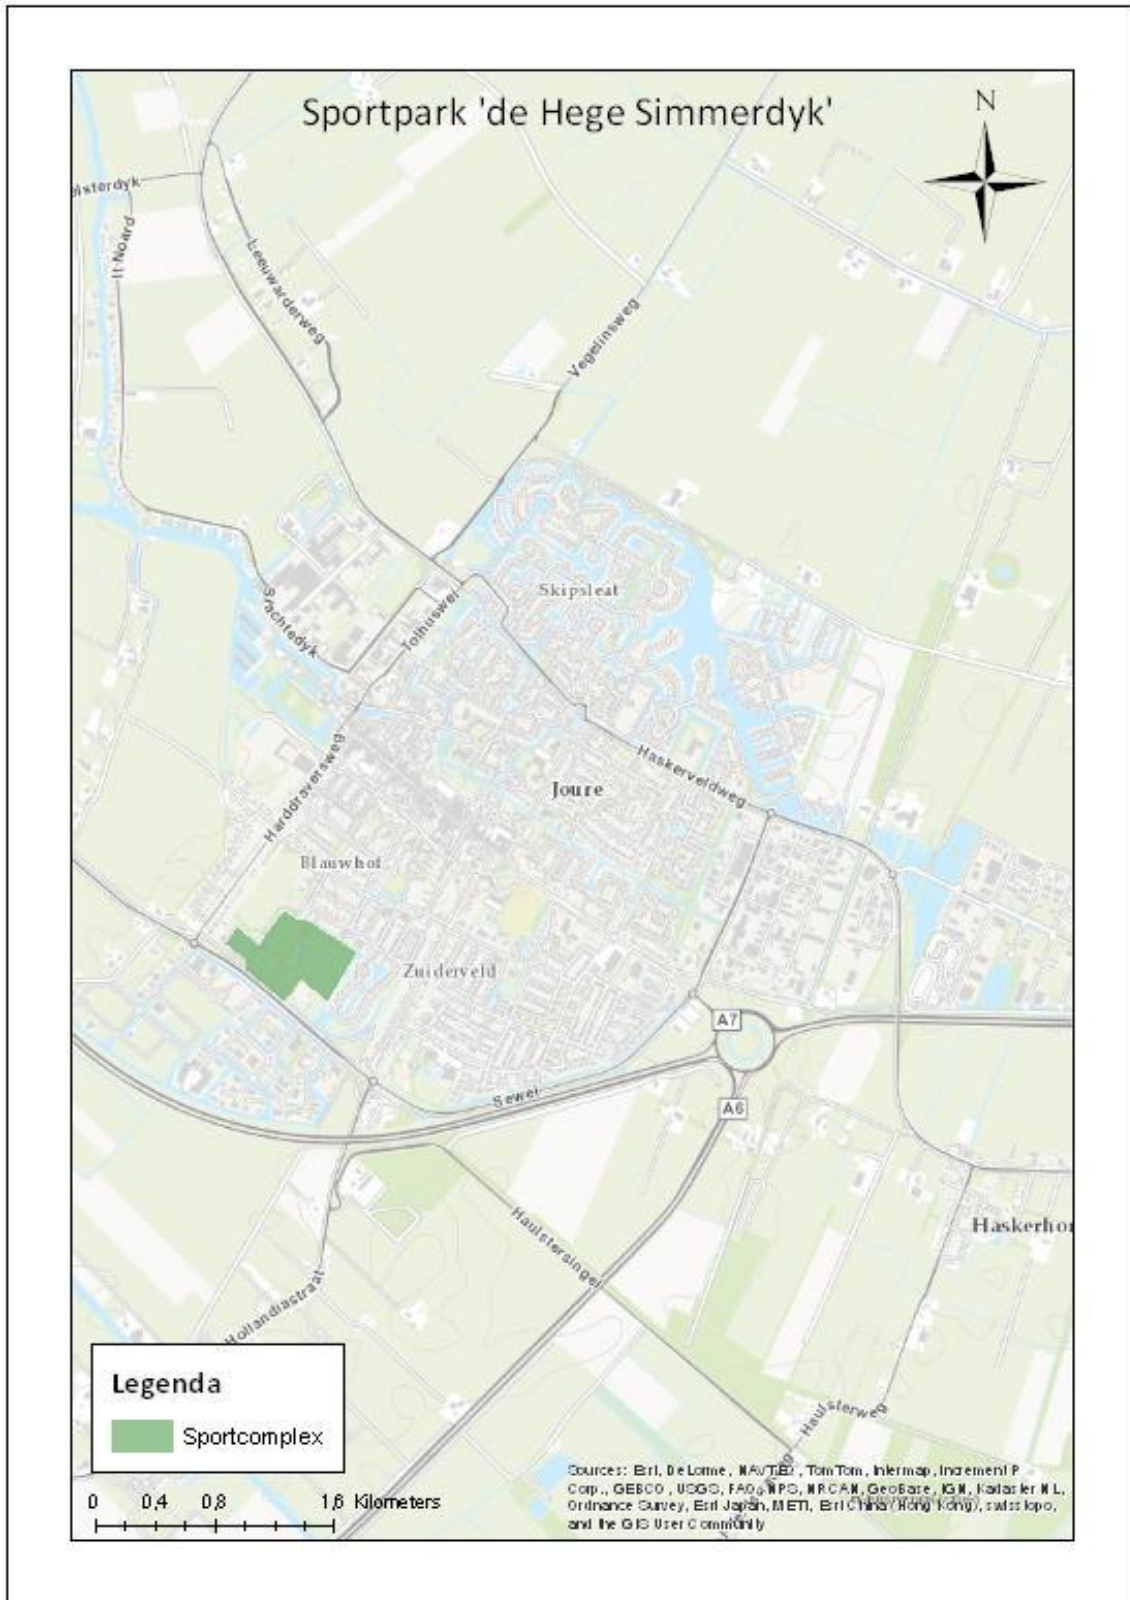 Sportpark 'de Hege Simmerdyk'
N
elsterdyk
It Noard
Leeuwarderweg
Vegelinsweg
Skipsleat
Slachtedyk
Tolhuswei
Harddraversweg
Haskerveldweg
Joure
Blauwhof
Zuiderveld
A7
Sewei
A6
Haulstersingel
Haskerhor
Hollandiastraat
Haulsterweg
Legenda
Sportcomplex
0 0,4 0,8 1,6 Kilometers
Sources: Esri, DeLorme, NAVTEQ, TomTom, Intermap, increment P
Corp., GEBCO, USGS, FAO, NPS, NRCAN, GeoBase, IGN, Kadaster NL,
Ordnance Survey, Esri Japan, METI, Esri China (Hong Kong), swisstopo,
and the GIS User Community